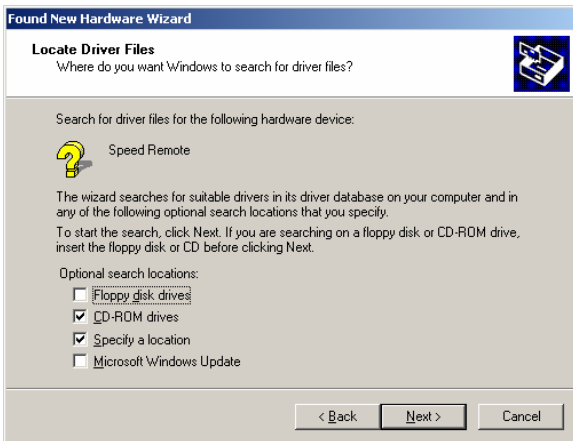 Found New Hardware Wizard
Locate Driver Files
Where do you want Windows to search for driver files?
Search for driver files for the following hardware device:
Speed Remote
The wizard searches for suitable drivers in its driver database on your computer and in
any of the following optional search locations that you specify.
To start the search, click Next. If you are searching on a floppy disk or CD-ROM drive,
insert the floppy disk or CD before clicking Next.
Optional search locations:
Floppy disk drives
CD-ROM drives
Specify a location
Microsoft Windows Update
< Back Next > Cancel